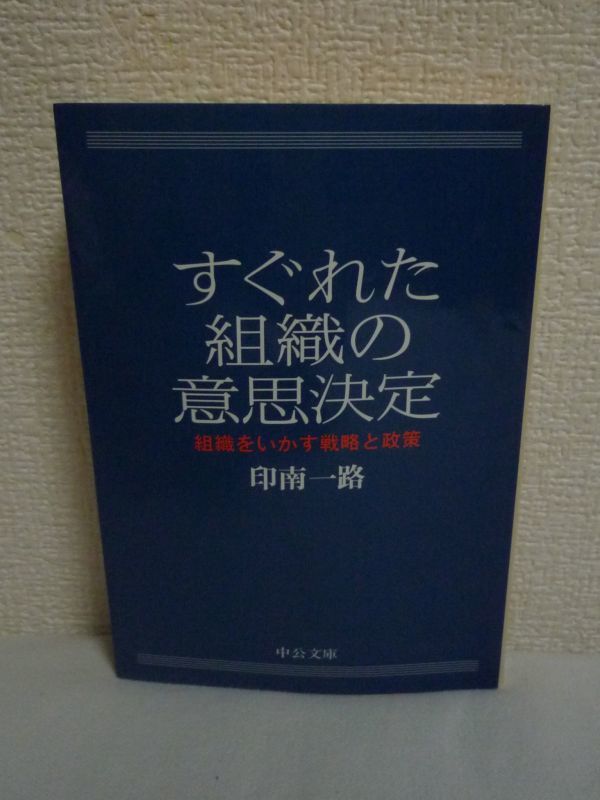 すぐれた
組織の
意思決定
組織をいかす戦略と政策
印南一路
中公文庫